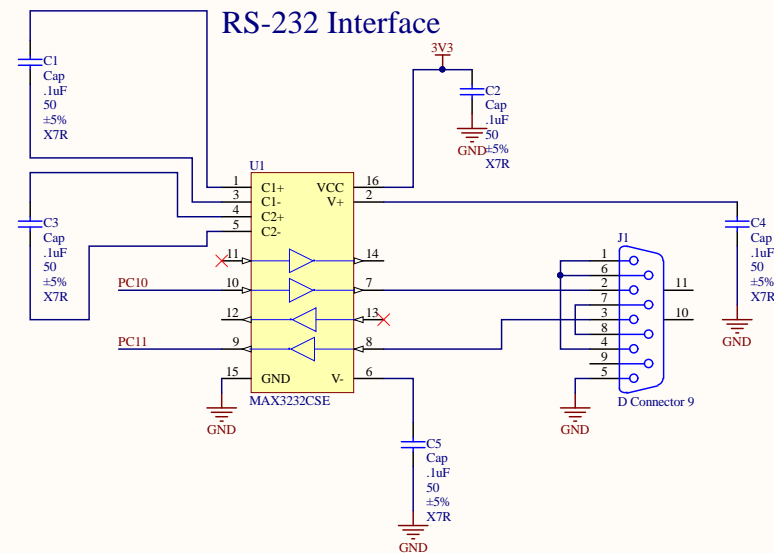 RS-232 Interface
C1
Cap
.1uF
50
±5%
X7R
3V3
C2
Cap
.1uF
50
±5%
X7R
GND
U1
1
C1+
3
C1-
4
C2+
5
C2-
11
10
12
9
15
GND
VCC
16
V+
2
14
7
13
8
V-
6
MAX3232CSE
C3
Cap
.1uF
50
±5%
X7R
PC10
PC11
GND
C4
Cap
.1uF
50
±5%
X7R
GND
J1
1
6
2
7
3
8
4
9
5
11
10
D Connector 9
GND
C5
Cap
.1uF
50
±5%
X7R
GND